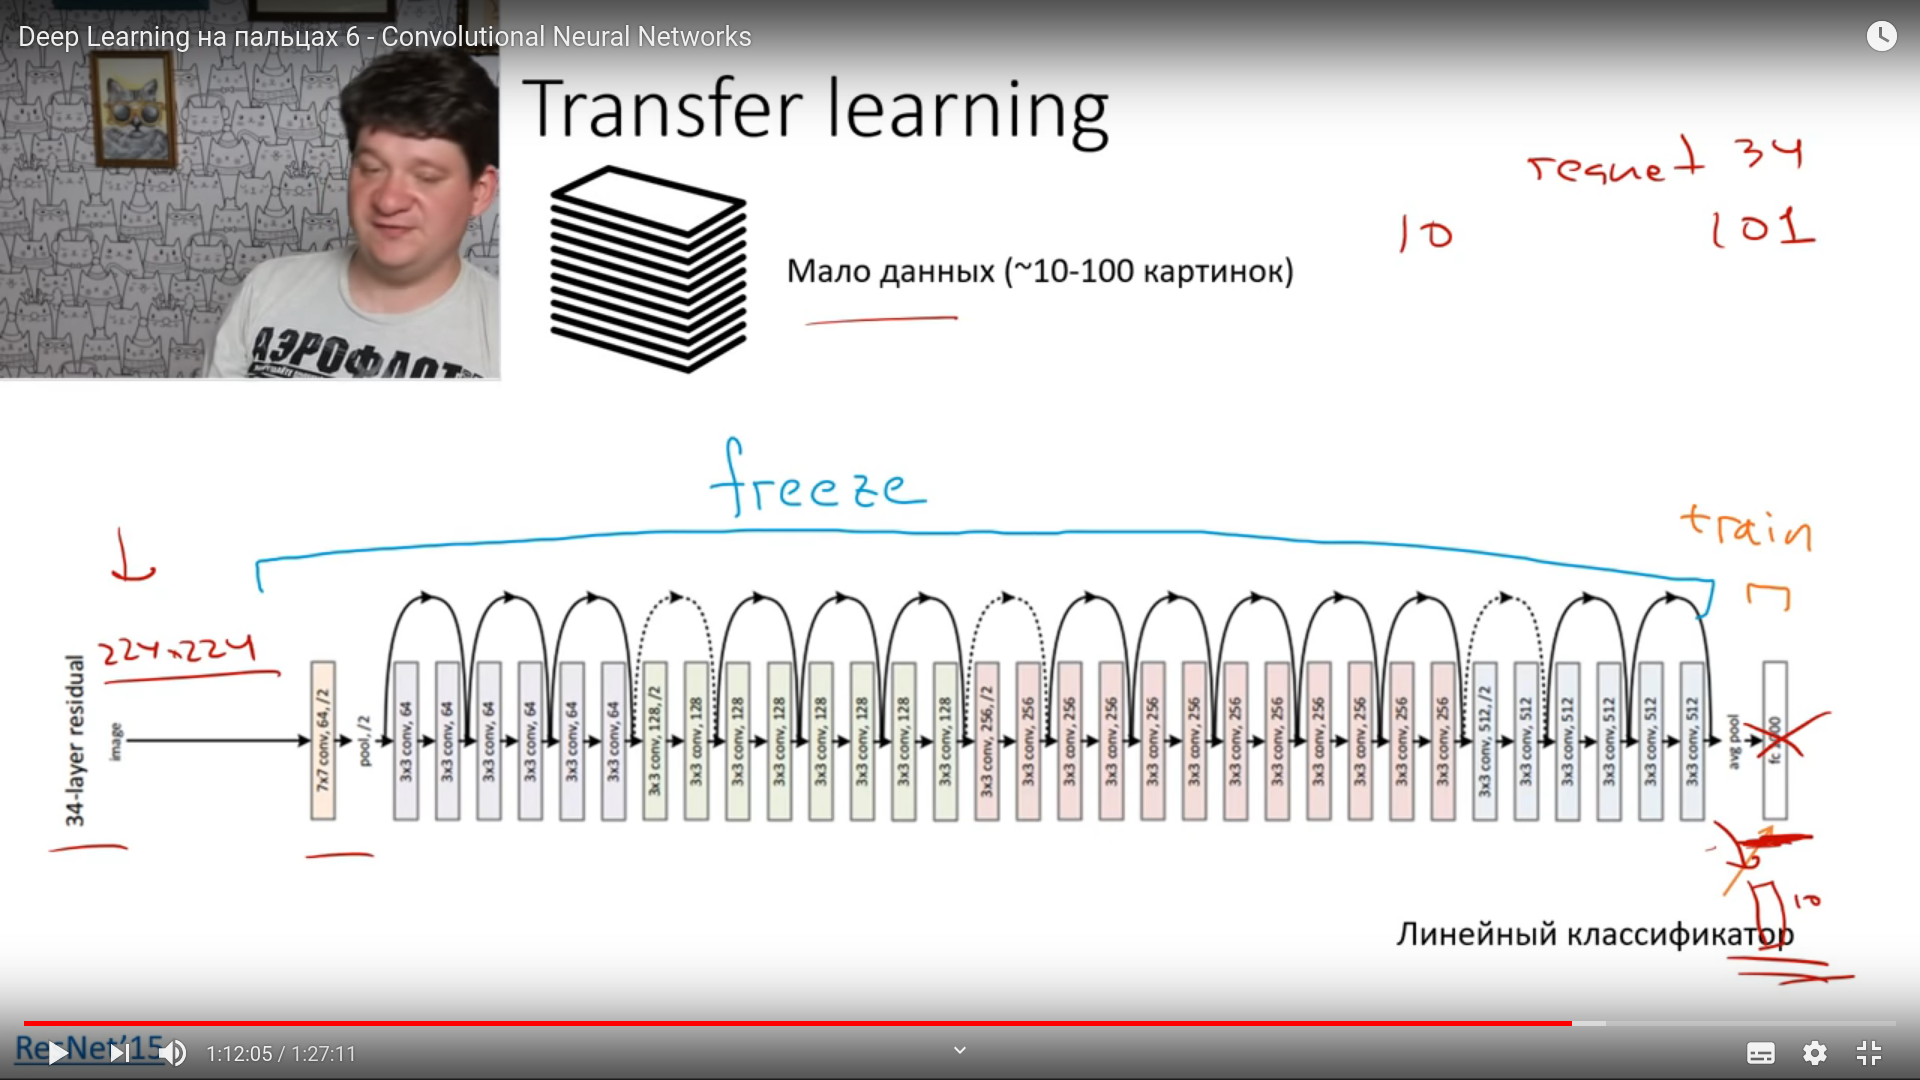 Deep Learning на пальцах 6 - Convolutional Neural Networks
Transfer learning
resnet 34
10 101
Мало данных (~10-100 картинок)
АЭРОФЛОТ
freeze
train
224x224
34-layer residual
image
7x7 conv, 64, /2
pool, /2
3x3 conv, 64
3x3 conv, 64
3x3 conv, 64
3x3 conv, 64
3x3 conv, 64
3x3 conv, 64
3x3 conv, 128, /2
3x3 conv, 128
3x3 conv, 128
3x3 conv, 128
3x3 conv, 128
3x3 conv, 128
3x3 conv, 128
3x3 conv, 128
3x3 conv, 256, /2
3x3 conv, 256
3x3 conv, 256
3x3 conv, 256
3x3 conv, 256
3x3 conv, 256
3x3 conv, 256
3x3 conv, 256
3x3 conv, 256
3x3 conv, 256
3x3 conv, 256
3x3 conv, 256
3x3 conv, 512, /2
3x3 conv, 512
3x3 conv, 512
3x3 conv, 512
3x3 conv, 512
3x3 conv, 512
avg pool
fc
10
Линейный классификатор
ResNet'15
1:12:05 / 1:27:11